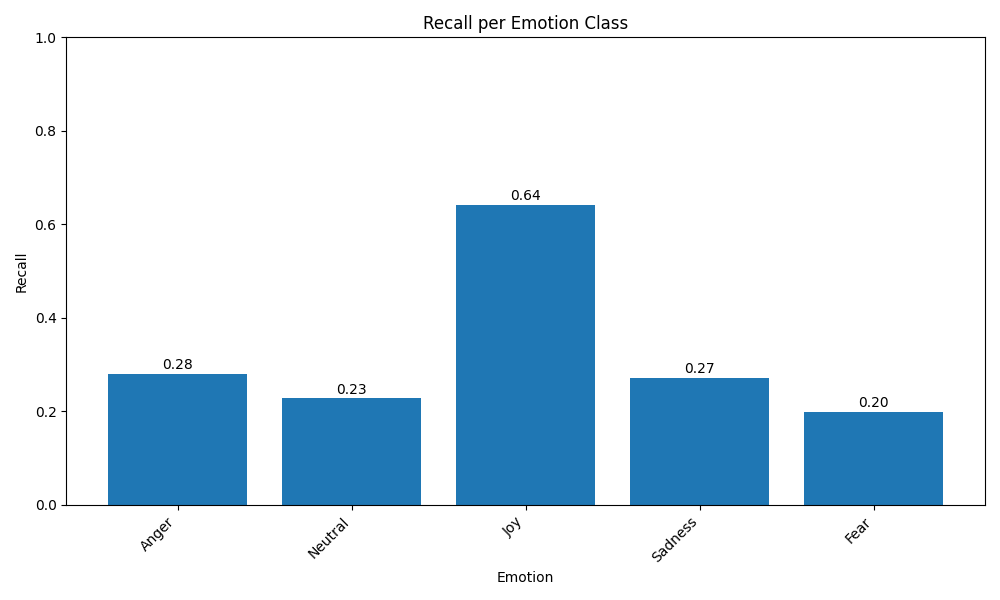 Recall per Emotion Class
1.0
0.8
0.6
0.4
0.2
0.0
Recall
0.28
0.23
0.64
0.27
0.20
Anger
Neutral
Joy
Sadness
Fear
Emotion